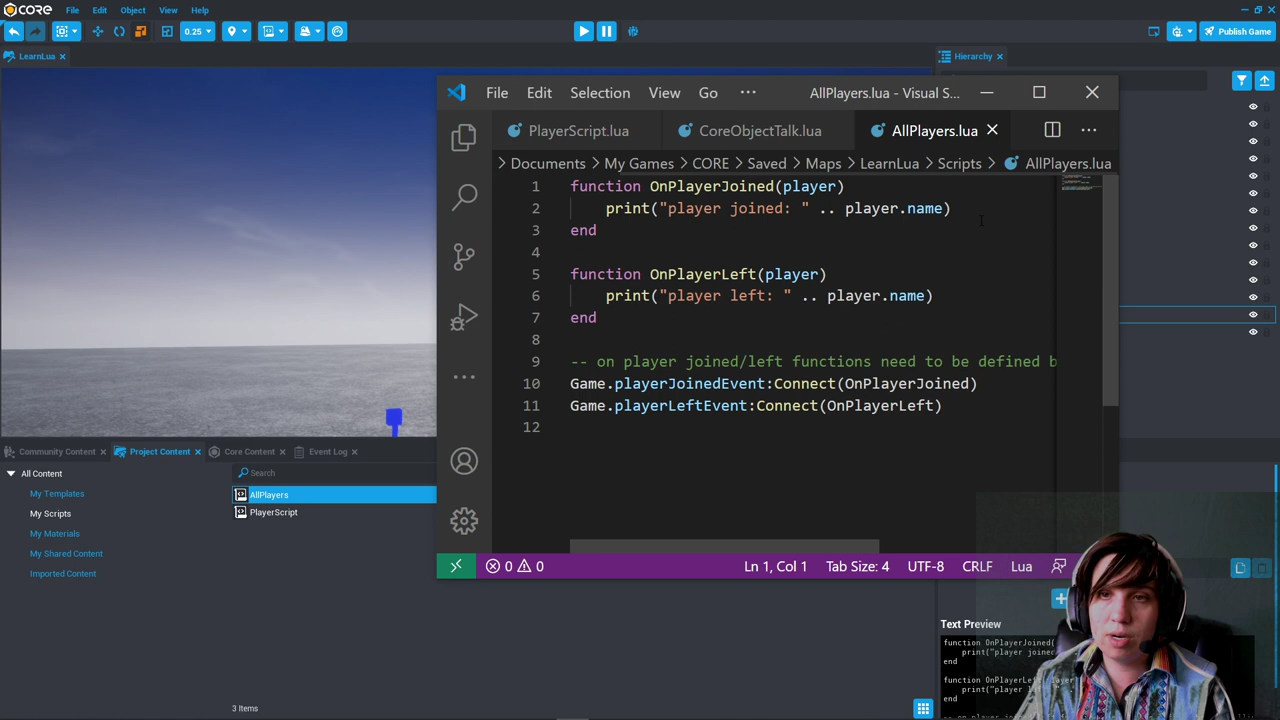 CORE File Edit Object View Help
0.25 Publish Game
LearnLua Hierarchy
File Edit Selection View Go ··· AllPlayers.lua - Visual S...
PlayerScript.lua CoreObjectTalk.lua AllPlayers.lua
> Documents > My Games > CORE > Saved > Maps > LearnLua > Scripts > AllPlayers.lua
1 function OnPlayerJoined(player)
2 print("player joined: " .. player.name)
3 end
4
5 function OnPlayerLeft(player)
6 print("player left: " .. player.name)
7 end
8
9 -- on player joined/left functions need to be defined b
10 Game.playerJoinedEvent:Connect(OnPlayerJoined)
11 Game.playerLeftEvent:Connect(OnPlayerLeft)
12
0 0 Ln 1, Col 1 Tab Size: 4 UTF-8 CRLF Lua
Community Content Project Content Core Content Event Log
All Content Search
My Templates AllPlayers
My Scripts PlayerScript
My Materials
My Shared Content
Imported Content
3 Items
Text Preview
function OnPlayerJoined(
print("player joine
end
function OnPlayerLeft
print("player
end